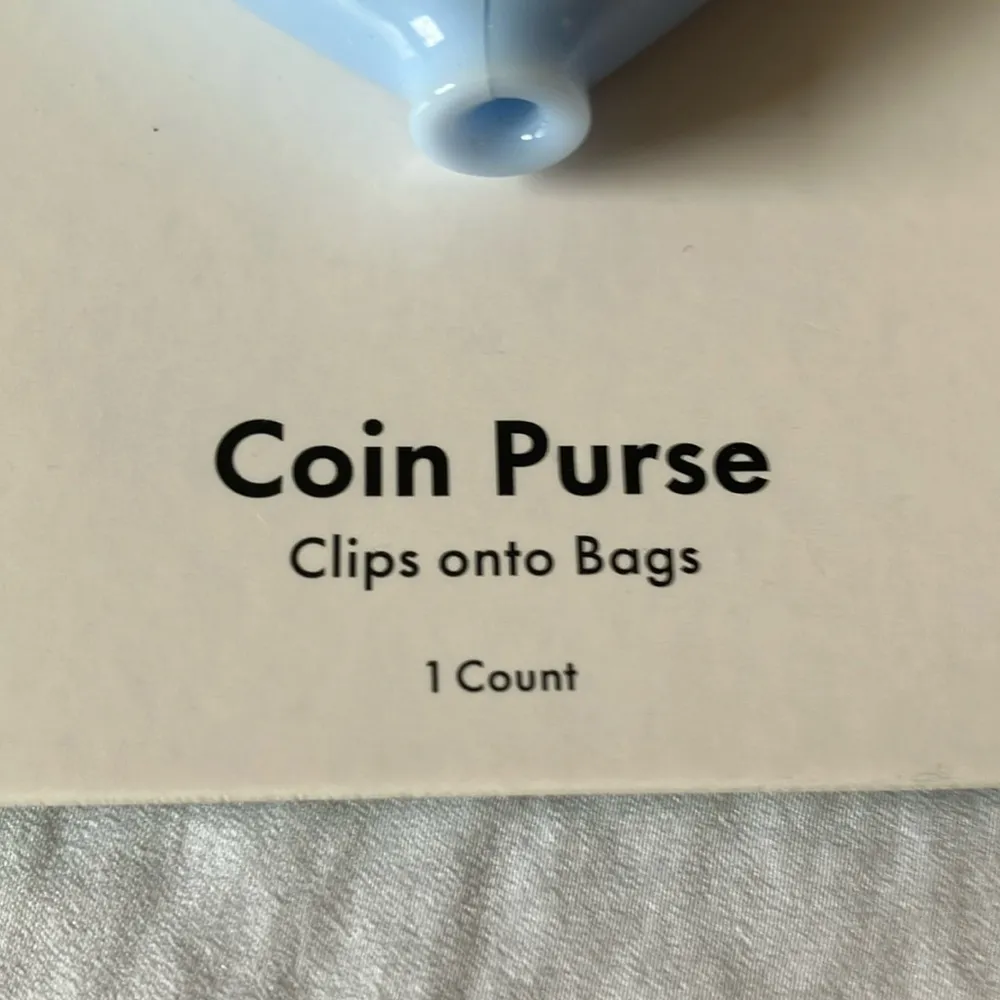 Coin Purse
Clips onto Bags
1 Count